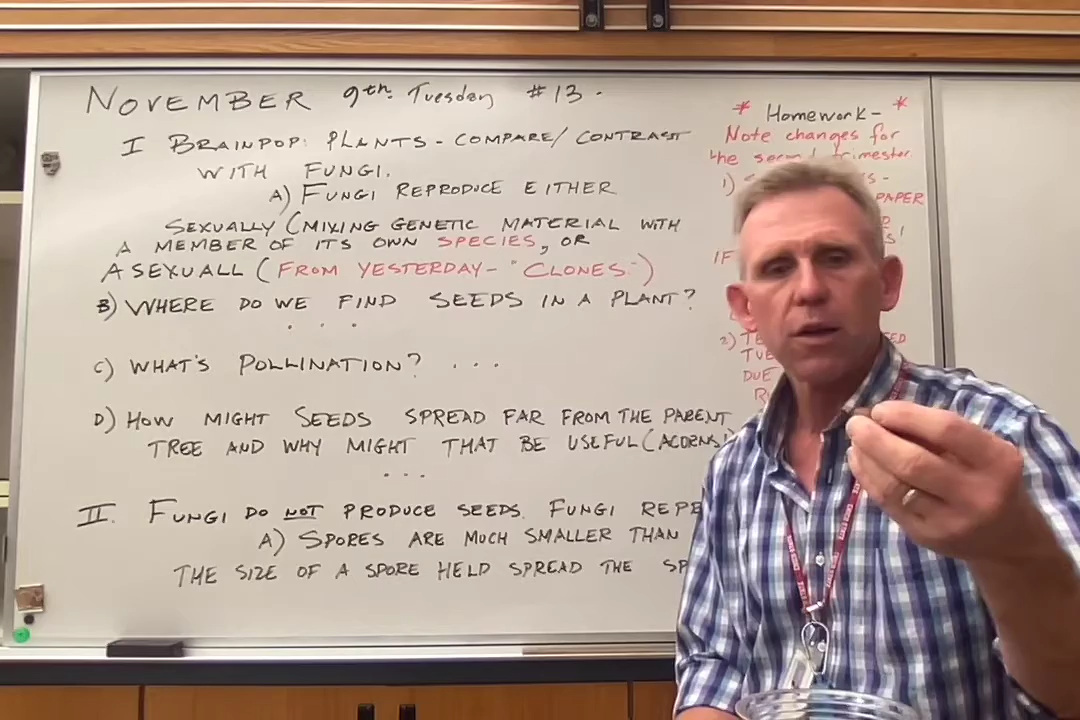 NOVEMBER 9th. Tuesday #13.
I BRAINPOP: PLANTS - COMPARE/ CONTRAST
WITH FUNGI.
A) FUNGI REPRODUCE EITHER
SEXUALLY (MIXING GENETIC MATERIAL WITH
A MEMBER OF ITS OWN SPECIES, OR
ASEXUALL (FROM YESTERDAY- "CLONES.")
B) WHERE DO WE FIND SEEDS IN A PLANT?
. . .
C) WHAT'S POLLINATION? . . .
D) HOW MIGHT SEEDS SPREAD FAR FROM THE PARENT
TREE AND WHY MIGHT THAT BE USEFUL (ACORNS!)
. . .
II. FUNGI DO NOT PRODUCE SEEDS. FUNGI REP
A) SPORES ARE MUCH SMALLER THAN
THE SIZE OF A SPORE HELD SPREAD THE SP
* Homework- *
Note changes for
the second trimester.
1)
PAPER
IF
2) TE
TUE
DUE